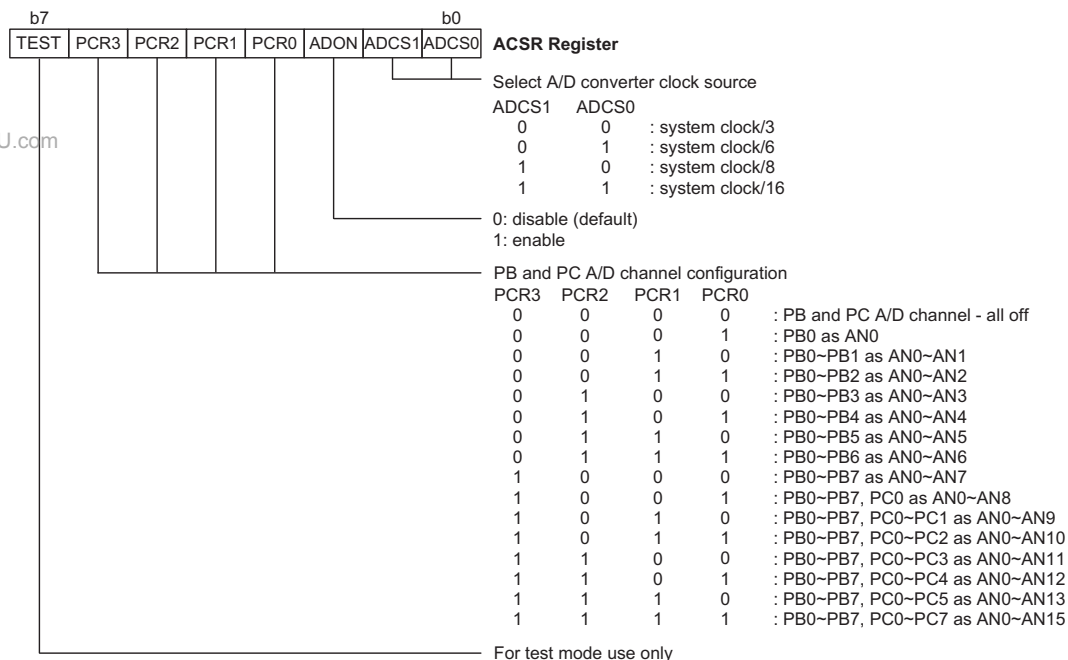 b7 b0
TEST PCR3 PCR2 PCR1 PCR0 ADON ADCS1 ADCS0 ACSR Register
Select A/D converter clock source
ADCS1 ADCS0
0 0 : system clock/3
U.com
0 1 : system clock/6
1 0 : system clock/8
1 1 : system clock/16
0: disable (default)
1: enable
PB and PC A/D channel configuration
PCR3 PCR2 PCR1 PCR0
0 0 0 0 : PB and PC A/D channel - all off
0 0 0 1 : PB0 as AN0
0 0 1 0 : PB0~PB1 as AN0~AN1
0 0 1 1 : PB0~PB2 as AN0~AN2
0 1 0 0 : PB0~PB3 as AN0~AN3
0 1 0 1 : PB0~PB4 as AN0~AN4
0 1 1 0 : PB0~PB5 as AN0~AN5
0 1 1 1 : PB0~PB6 as AN0~AN6
1 0 0 0 : PB0~PB7 as AN0~AN7
1 0 0 1 : PB0~PB7, PC0 as AN0~AN8
1 0 1 0 : PB0~PB7, PC0~PC1 as AN0~AN9
1 0 1 1 : PB0~PB7, PC0~PC2 as AN0~AN10
1 1 0 0 : PB0~PB7, PC0~PC3 as AN0~AN11
1 1 0 1 : PB0~PB7, PC0~PC4 as AN0~AN12
1 1 1 0 : PB0~PB7, PC0~PC5 as AN0~AN13
1 1 1 1 : PB0~PB7, PC0~PC7 as AN0~AN15
For test mode use only